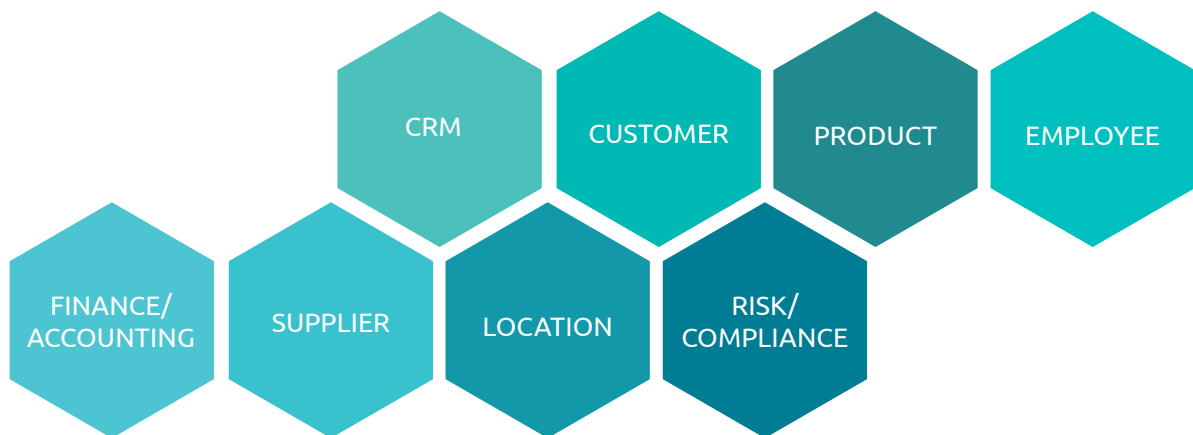 CRM
CUSTOMER
PRODUCT
EMPLOYEE
FINANCE/
ACCOUNTING
SUPPLIER
LOCATION
RISK/
COMPLIANCE